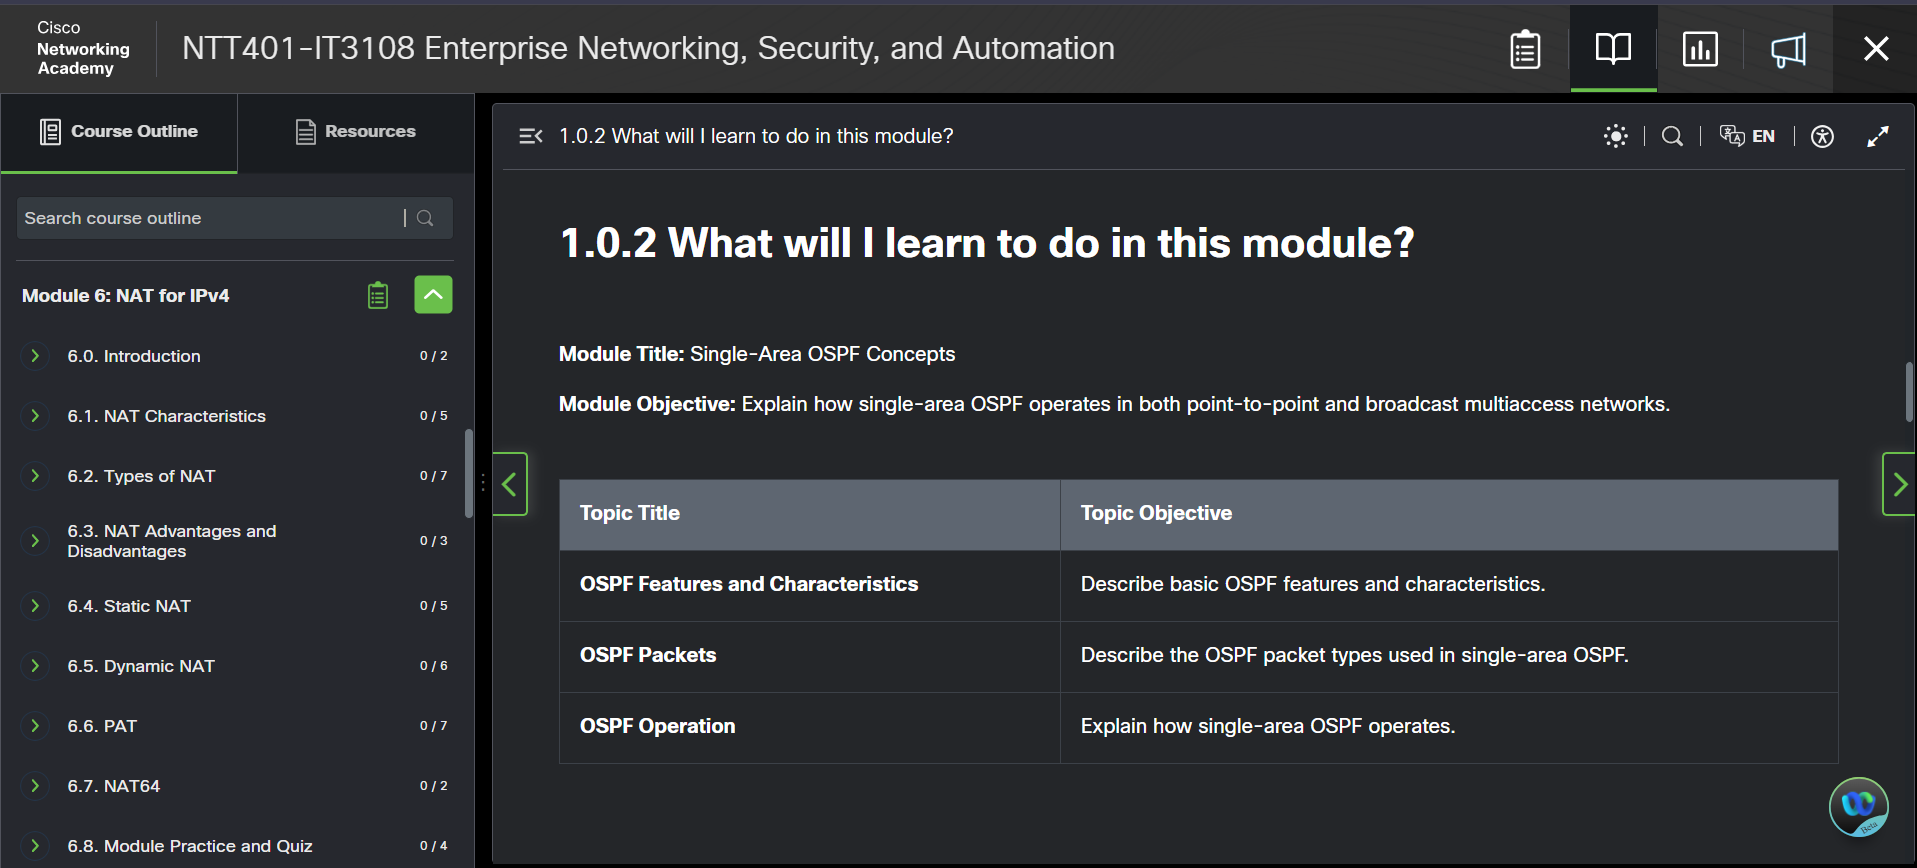 Cisco
Networking
Academy
NTT401-IT3108 Enterprise Networking, Security, and Automation
Course Outline
Resources
Search course outline
Module 6: NAT for IPv4
6.0. Introduction 0 / 2
6.1. NAT Characteristics 0 / 5
6.2. Types of NAT 0 / 7
6.3. NAT Advantages and
Disadvantages 0 / 3
6.4. Static NAT 0 / 5
6.5. Dynamic NAT 0 / 6
6.6. PAT 0 / 7
6.7. NAT64 0 / 2
6.8. Module Practice and Quiz 0 / 4
1.0.2 What will I learn to do in this module?
EN
1.0.2 What will I learn to do in this module?
Module Title: Single-Area OSPF Concepts
Module Objective: Explain how single-area OSPF operates in both point-to-point and broadcast multiaccess networks.
Topic Title Topic Objective
OSPF Features and Characteristics Describe basic OSPF features and characteristics.
OSPF Packets Describe the OSPF packet types used in single-area OSPF.
OSPF Operation Explain how single-area OSPF operates.
Beta